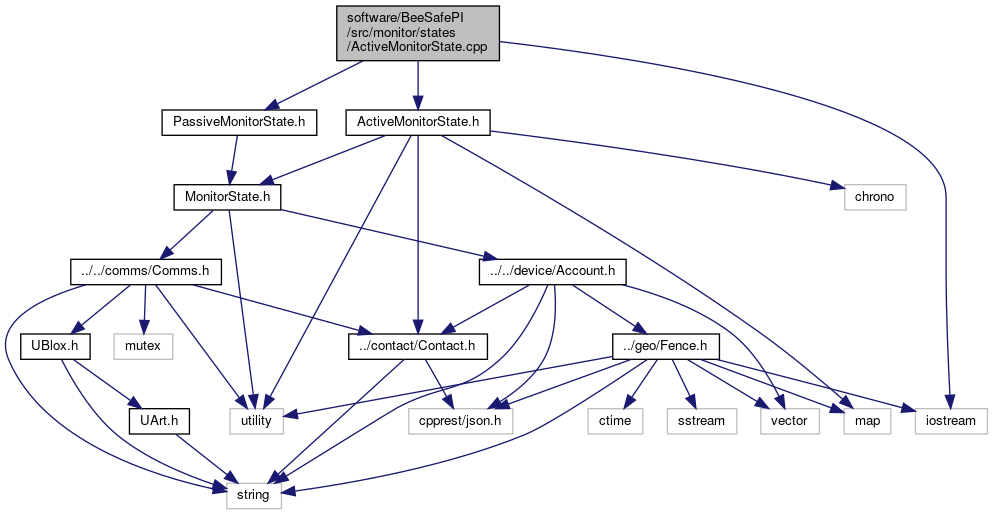 software/BeeSafePI
/src/monitor/states
/ActiveMonitorState.cpp
PassiveMonitorState.h
ActiveMonitorState.h
MonitorState.h
chrono
../../comms/Comms.h
../../device/Account.h
UBlox.h
mutex
../contact/Contact.h
../geo/Fence.h
UArt.h
utility
cpprest/json.h
ctime
sstream
vector
map
iostream
string